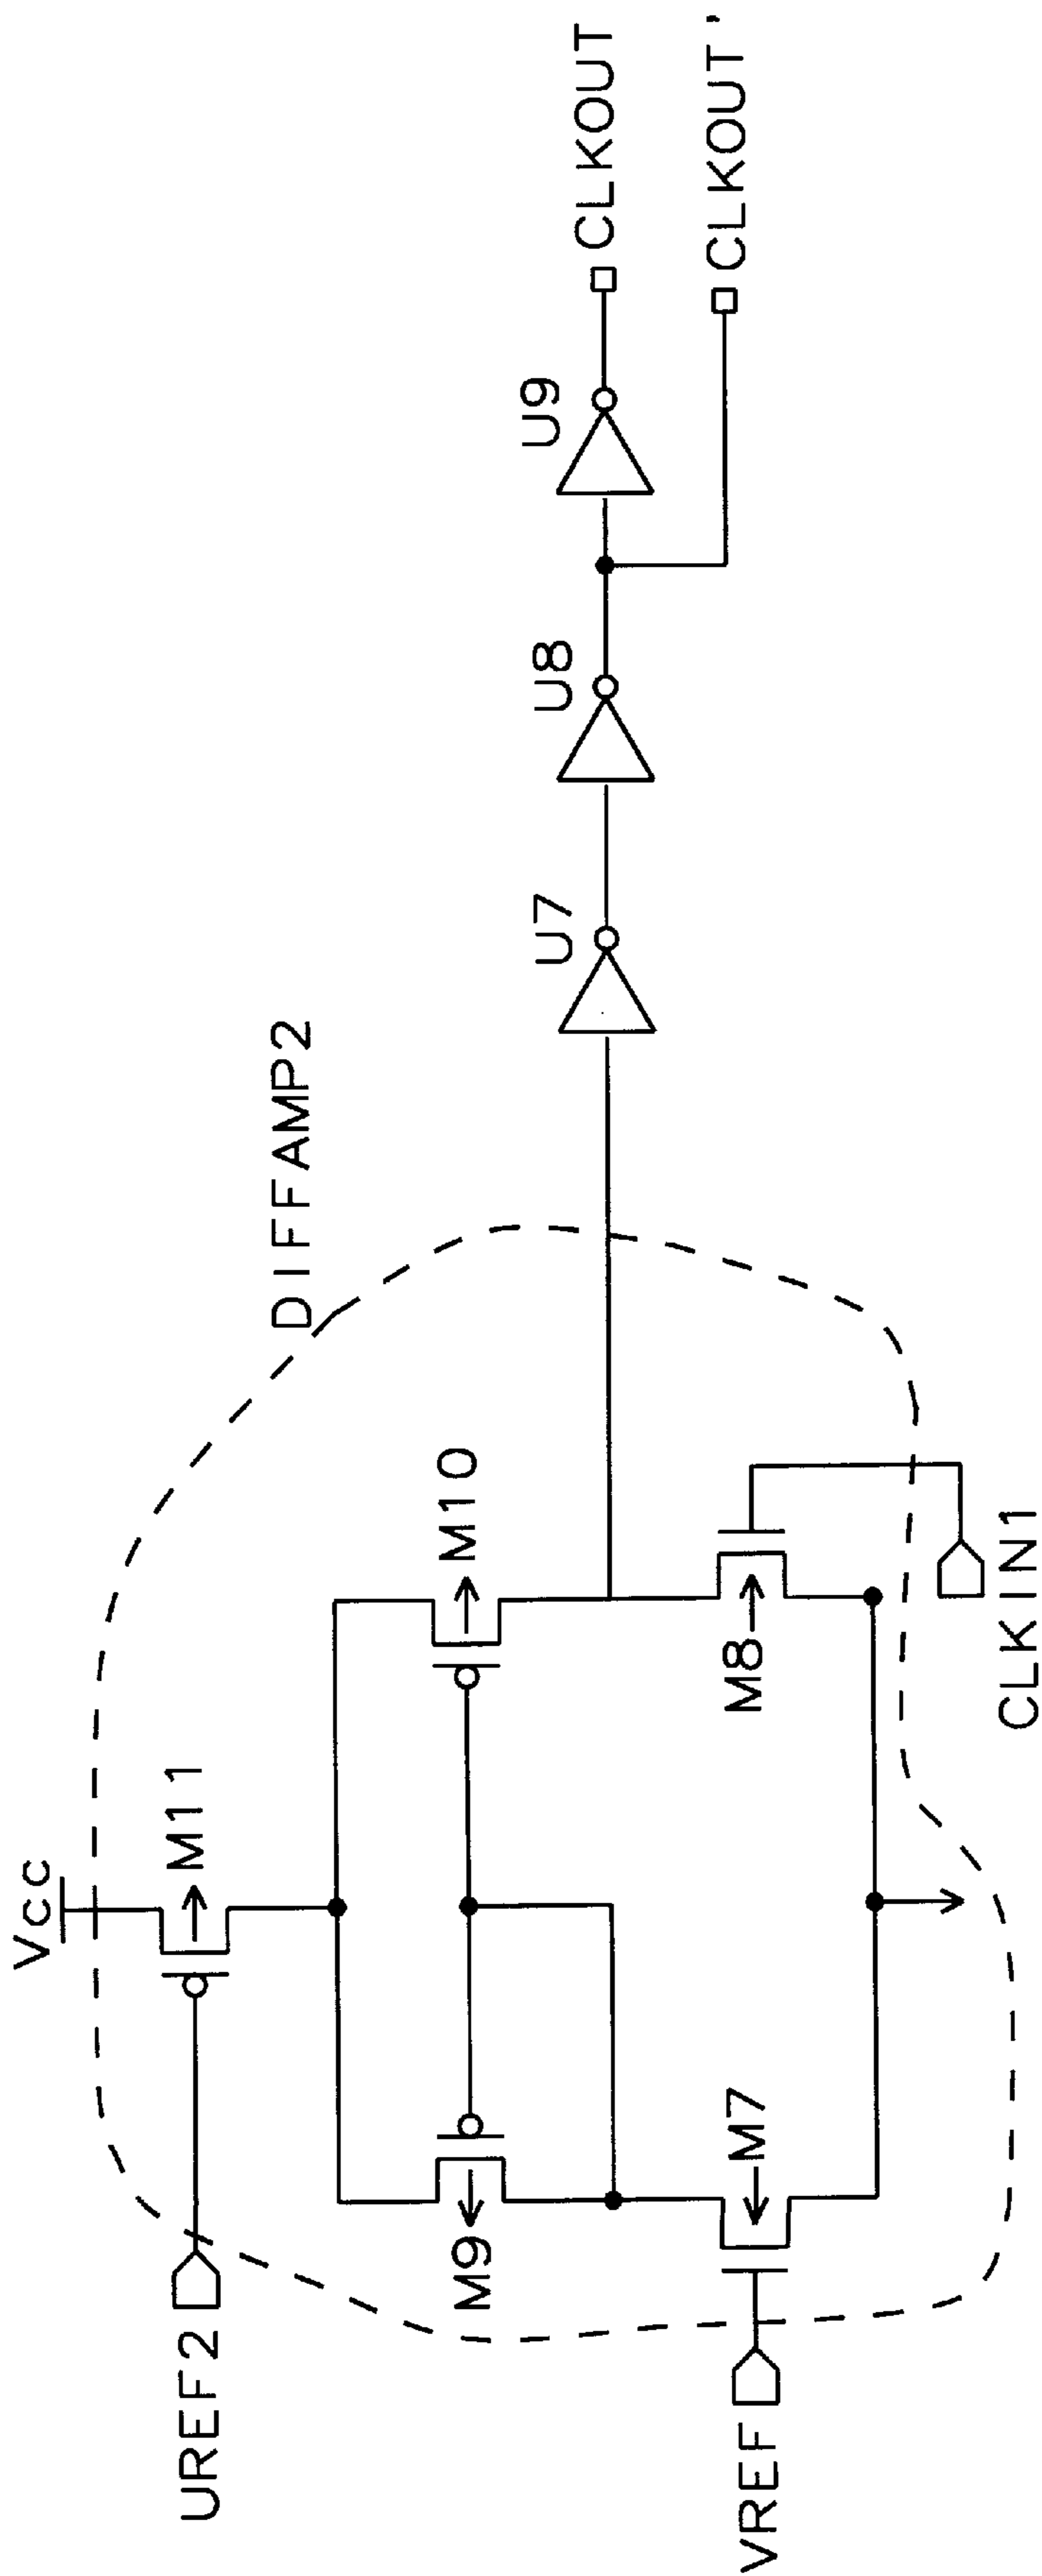 Vcc
UREF2
M11
DIFFAMP2
M9
M10
U7
U8
U9
CLKOUT
CLKOUT'
VREF
M7
M8
CLKIN1